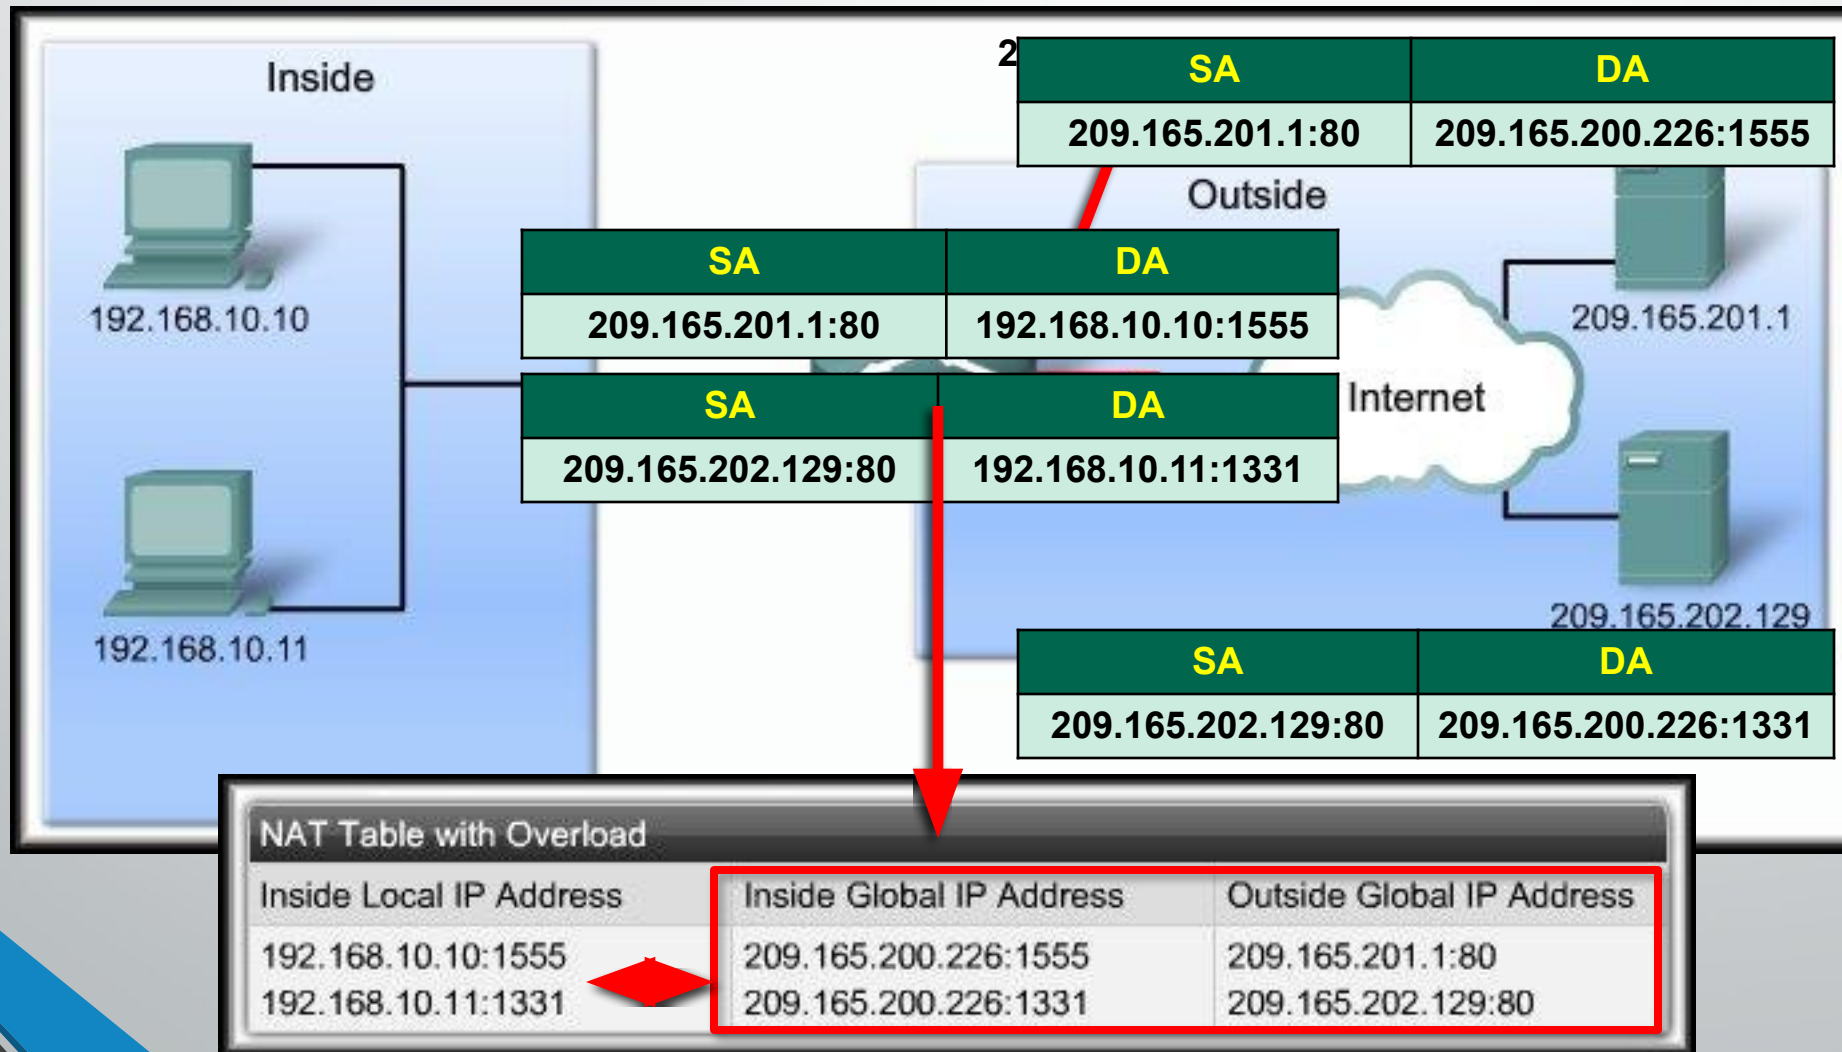 Inside
2
SA DA
209.165.201.1:80 209.165.200.226:1555
Outside
SA DA
209.165.201.1:80 192.168.10.10:1555
192.168.10.10
209.165.201.1
SA DA
209.165.202.129:80 192.168.10.11:1331
Internet
192.168.10.11
209.165.202.129
SA DA
209.165.202.129:80 209.165.200.226:1331
NAT Table with Overload
Inside Local IP Address Inside Global IP Address Outside Global IP Address
192.168.10.10:1555 209.165.200.226:1555 209.165.201.1:80
192.168.10.11:1331 209.165.200.226:1331 209.165.202.129:80